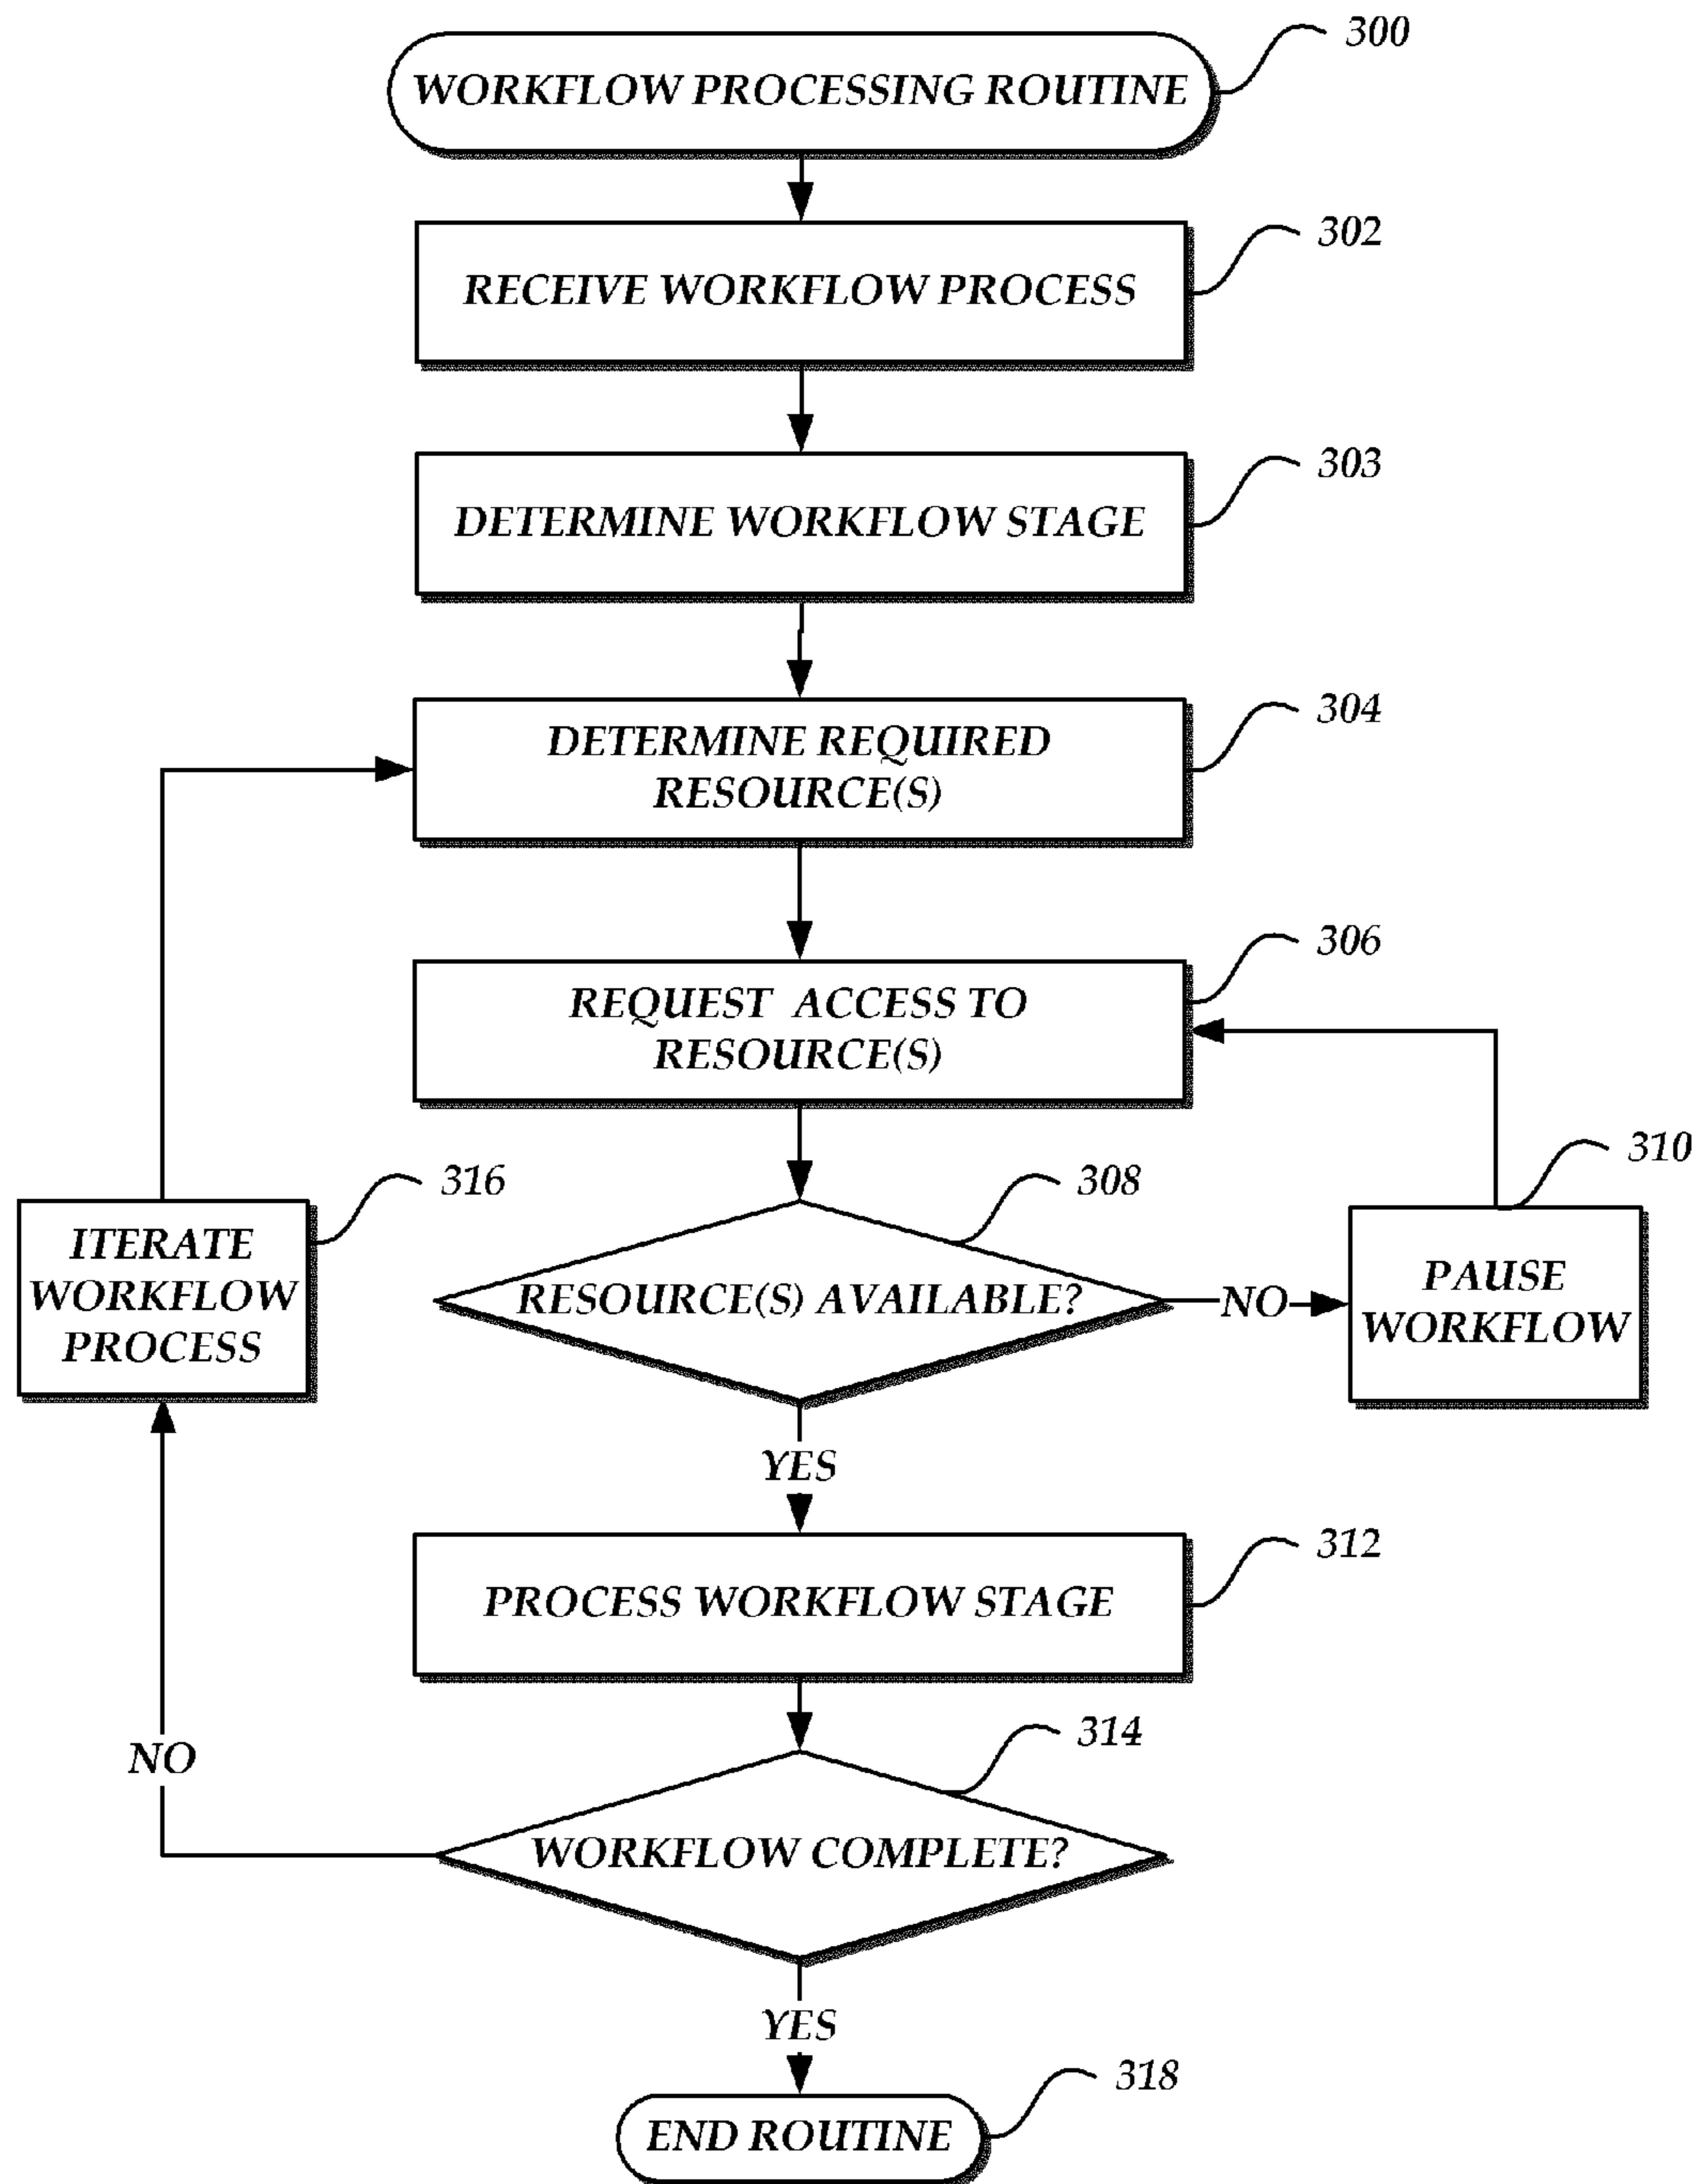 300
WORKFLOW PROCESSING ROUTINE
302
RECEIVE WORKFLOW PROCESS
303
DETERMINE WORKFLOW STAGE
304
DETERMINE REQUIRED
RESOURCE(S)
306
REQUEST ACCESS TO
RESOURCE(S)
310
316
308
ITERATE
WORKFLOW
PROCESS
RESOURCE(S) AVAILABLE?
NO
PAUSE
WORKFLOW
YES
312
PROCESS WORKFLOW STAGE
314
NO
WORKFLOW COMPLETE?
YES
318
END ROUTINE